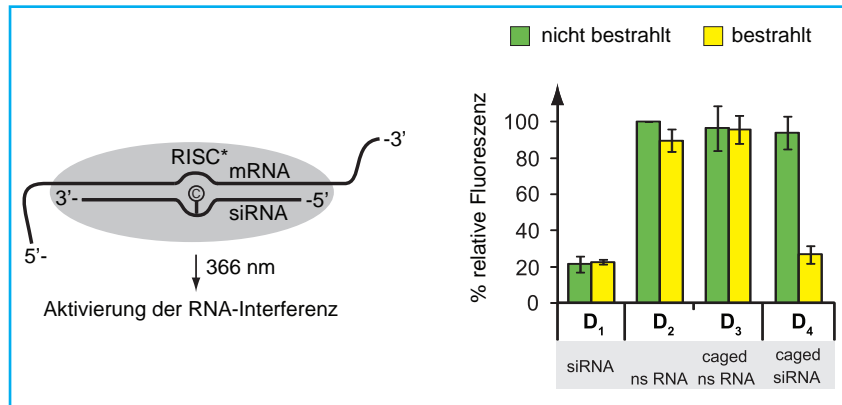 RISC*
mRNA
-3'
3'-
C
siRNA
-5'
5'-
366 nm
Aktivierung der RNA-Interferenz
nicht bestrahlt
bestrahlt
% relative Fluoreszenz
100
80
60
40
20
0
D1 D2 D3 D4
siRNA
ns RNA
caged
ns RNA
caged
siRNA